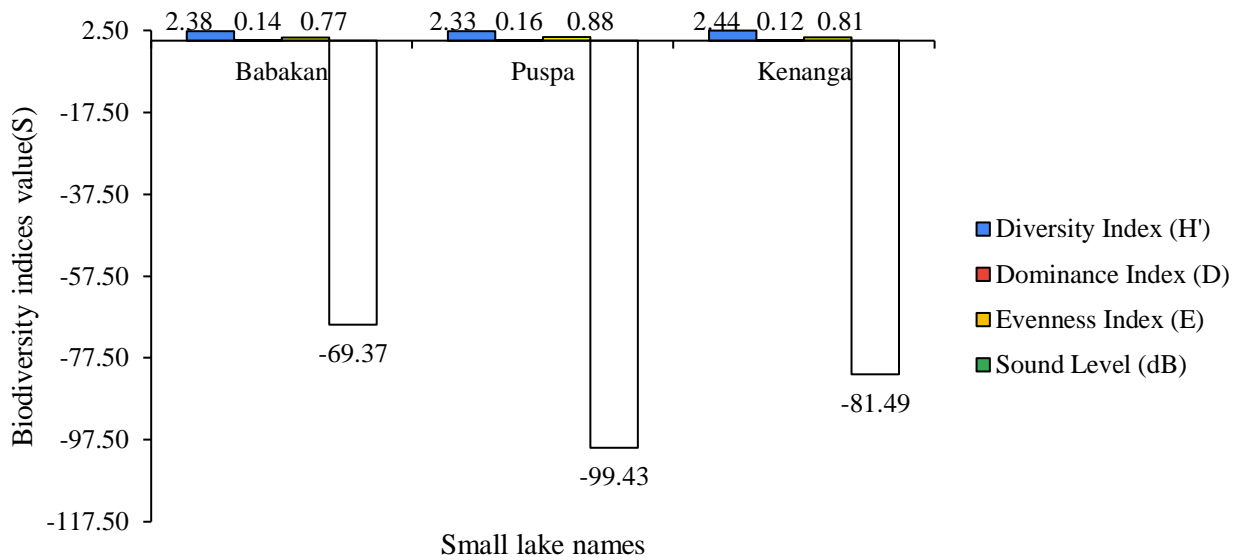 2.50
-17.50
-37.50
-57.50
-77.50
-97.50
-117.50
Biodiversity indices value(S)
2.38 0.14 0.77 2.33 0.16 0.88 2.44 0.12 0.81
Babakan Puspa Kenanga
-69.37
-99.43
-81.49
Small lake names
Diversity Index (H')
Dominance Index (D)
Evenness Index (E)
Sound Level (dB)